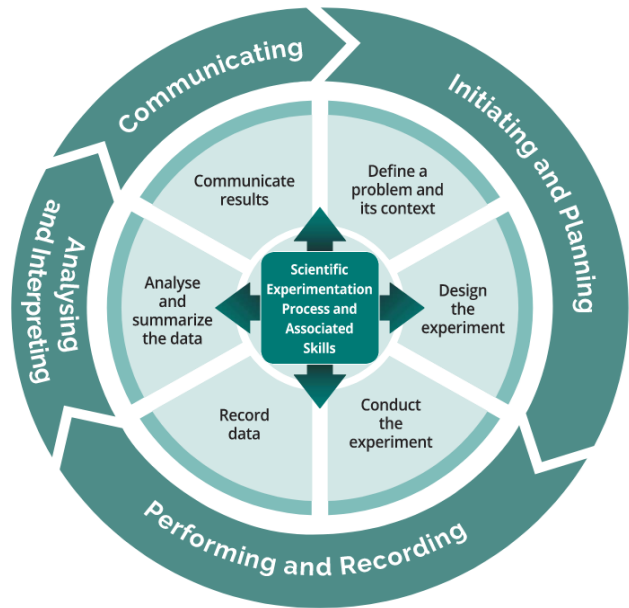 Communicating
Initiating and Planning
Performing and Recording
Analysing
and Interpreting
Define a
problem and
its context
Design
the
experiment
Conduct
the
experiment
Record
data
Analyse
and
summarize
the data
Communicate
results
Scientific
Experimentation
Process and
Associated
Skills